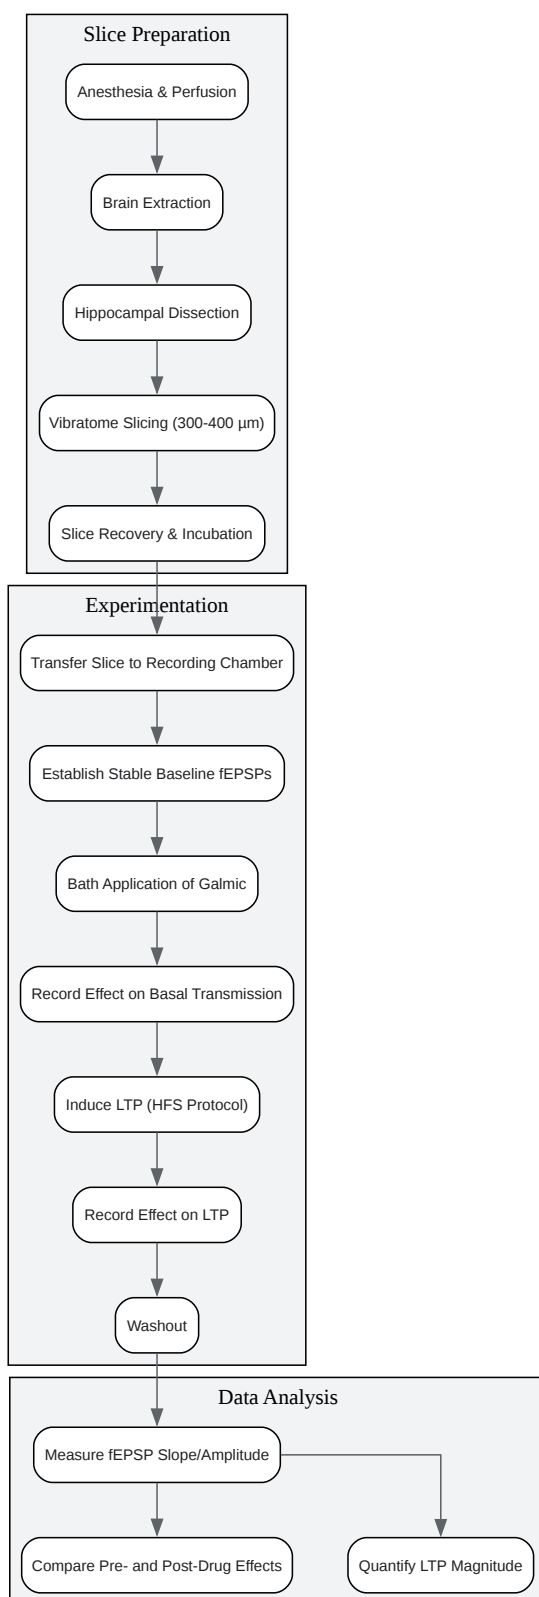 Slice Preparation
Anesthesia & Perfusion
Brain Extraction
Hippocampal Dissection
Vibratome Slicing (300-400 µm)
Slice Recovery & Incubation
Experimentation
Transfer Slice to Recording Chamber
Establish Stable Baseline fEPSPs
Bath Application of Galmic
Record Effect on Basal Transmission
Induce LTP (HFS Protocol)
Record Effect on LTP
Washout
Data Analysis
Measure fEPSP Slope/Amplitude
Compare Pre- and Post-Drug Effects
Quantify LTP Magnitude